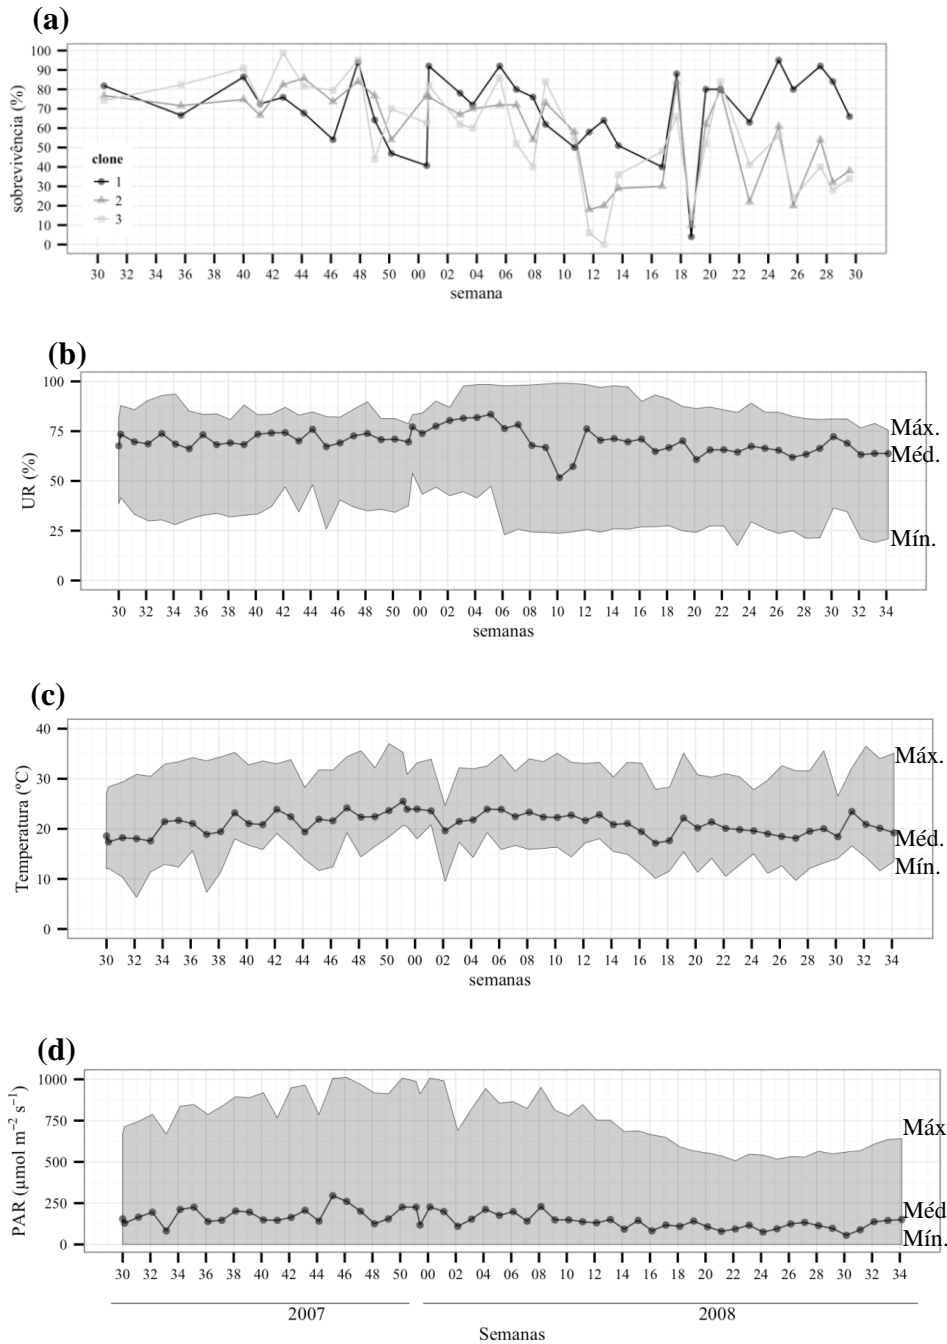 (a)
100
90
80
70
60
50
40
30
20
10
0
sobrevivência (%)
clone
1
2
3
30 32 34 36 38 40 42 44 46 48 50 00 02 04 06 08 10 12 14 16 18 20 22 24 26 28 30
semana
(b)
100
75
50
25
0
UR (%)
Máx.
Méd.
Mín.
30 32 34 36 38 40 42 44 46 48 50 00 02 04 06 08 10 12 14 16 18 20 22 24 26 28 30 32 34
semanas
(c)
40
30
20
10
0
Temperatura (ºC)
Máx.
Méd.
Mín.
30 32 34 36 38 40 42 44 46 48 50 00 02 04 06 08 10 12 14 16 18 20 22 24 26 28 30 32 34
semanas
(d)
1000
750
500
250
0
PAR (µmol m⁻² s⁻¹)
Máx
Méd
Mín.
30 32 34 36 38 40 42 44 46 48 50 00 02 04 06 08 10 12 14 16 18 20 22 24 26 28 30 32 34
2007 2008
Semanas